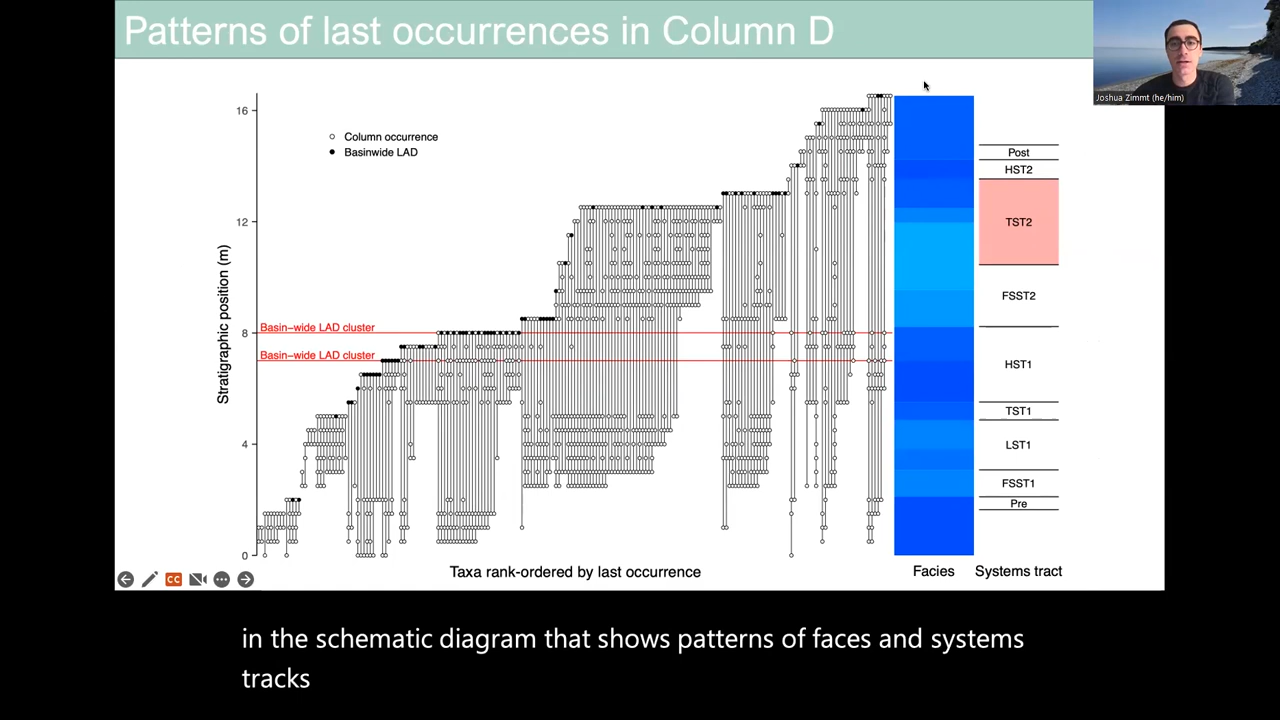 Patterns of last occurrences in Column D
Joshua Zimmt (he/him)
16
Column occurrence
Basinwide LAD
Post
HST2
12
TST2
Stratigraphic position (m)
FSST2
Basin-wide LAD cluster
8
Basin-wide LAD cluster
HST1
TST1
4
LST1
FSST1
Pre
0
CC
Taxa rank-ordered by last occurrence
Facies
Systems tract
in the schematic diagram that shows patterns of faces and systems
tracks